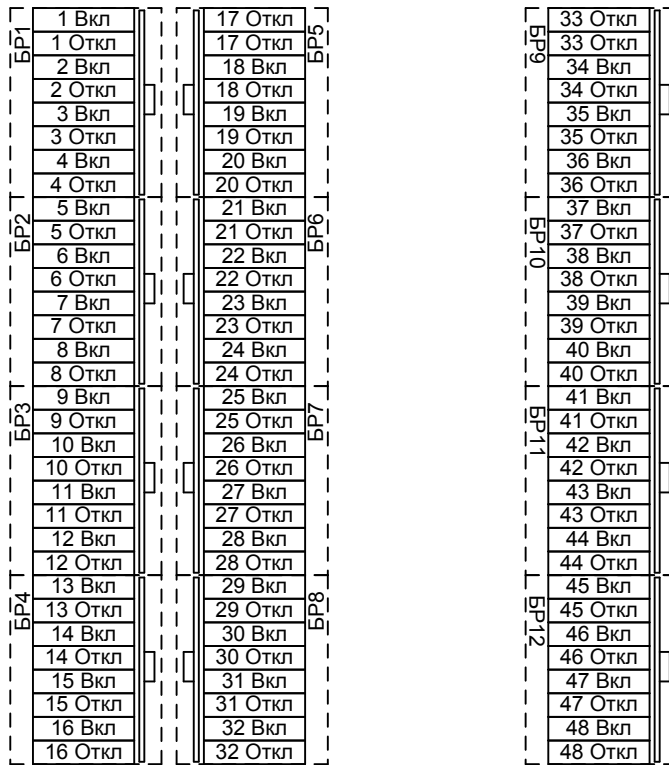 БР1
1 Вкл
1 Откл
2 Вкл
2 Откл
3 Вкл
3 Откл
4 Вкл
4 Откл
БР2
5 Вкл
5 Откл
6 Вкл
6 Откл
7 Вкл
7 Откл
8 Вкл
8 Откл
БР3
9 Вкл
9 Откл
10 Вкл
10 Откл
11 Вкл
11 Откл
12 Вкл
12 Откл
БР4
13 Вкл
13 Откл
14 Вкл
14 Откл
15 Вкл
15 Откл
16 Вкл
16 Откл
БР5
17 Откл
17 Откл
18 Вкл
18 Откл
19 Вкл
19 Откл
20 Вкл
20 Откл
БР6
21 Вкл
21 Откл
22 Вкл
22 Откл
23 Вкл
23 Откл
24 Вкл
24 Откл
БР7
25 Вкл
25 Откл
26 Вкл
26 Откл
27 Вкл
27 Откл
28 Вкл
28 Откл
БР8
29 Вкл
29 Откл
30 Вкл
30 Откл
31 Вкл
31 Откл
32 Вкл
32 Откл
БР9
33 Откл
33 Откл
34 Вкл
34 Откл
35 Вкл
35 Откл
36 Вкл
36 Откл
БР10
37 Вкл
37 Откл
38 Вкл
38 Откл
39 Вкл
39 Откл
40 Вкл
40 Откл
БР11
41 Вкл
41 Откл
42 Вкл
42 Откл
43 Вкл
43 Откл
44 Вкл
44 Откл
БР12
45 Вкл
45 Откл
46 Вкл
46 Откл
47 Вкл
47 Откл
48 Вкл
48 Откл